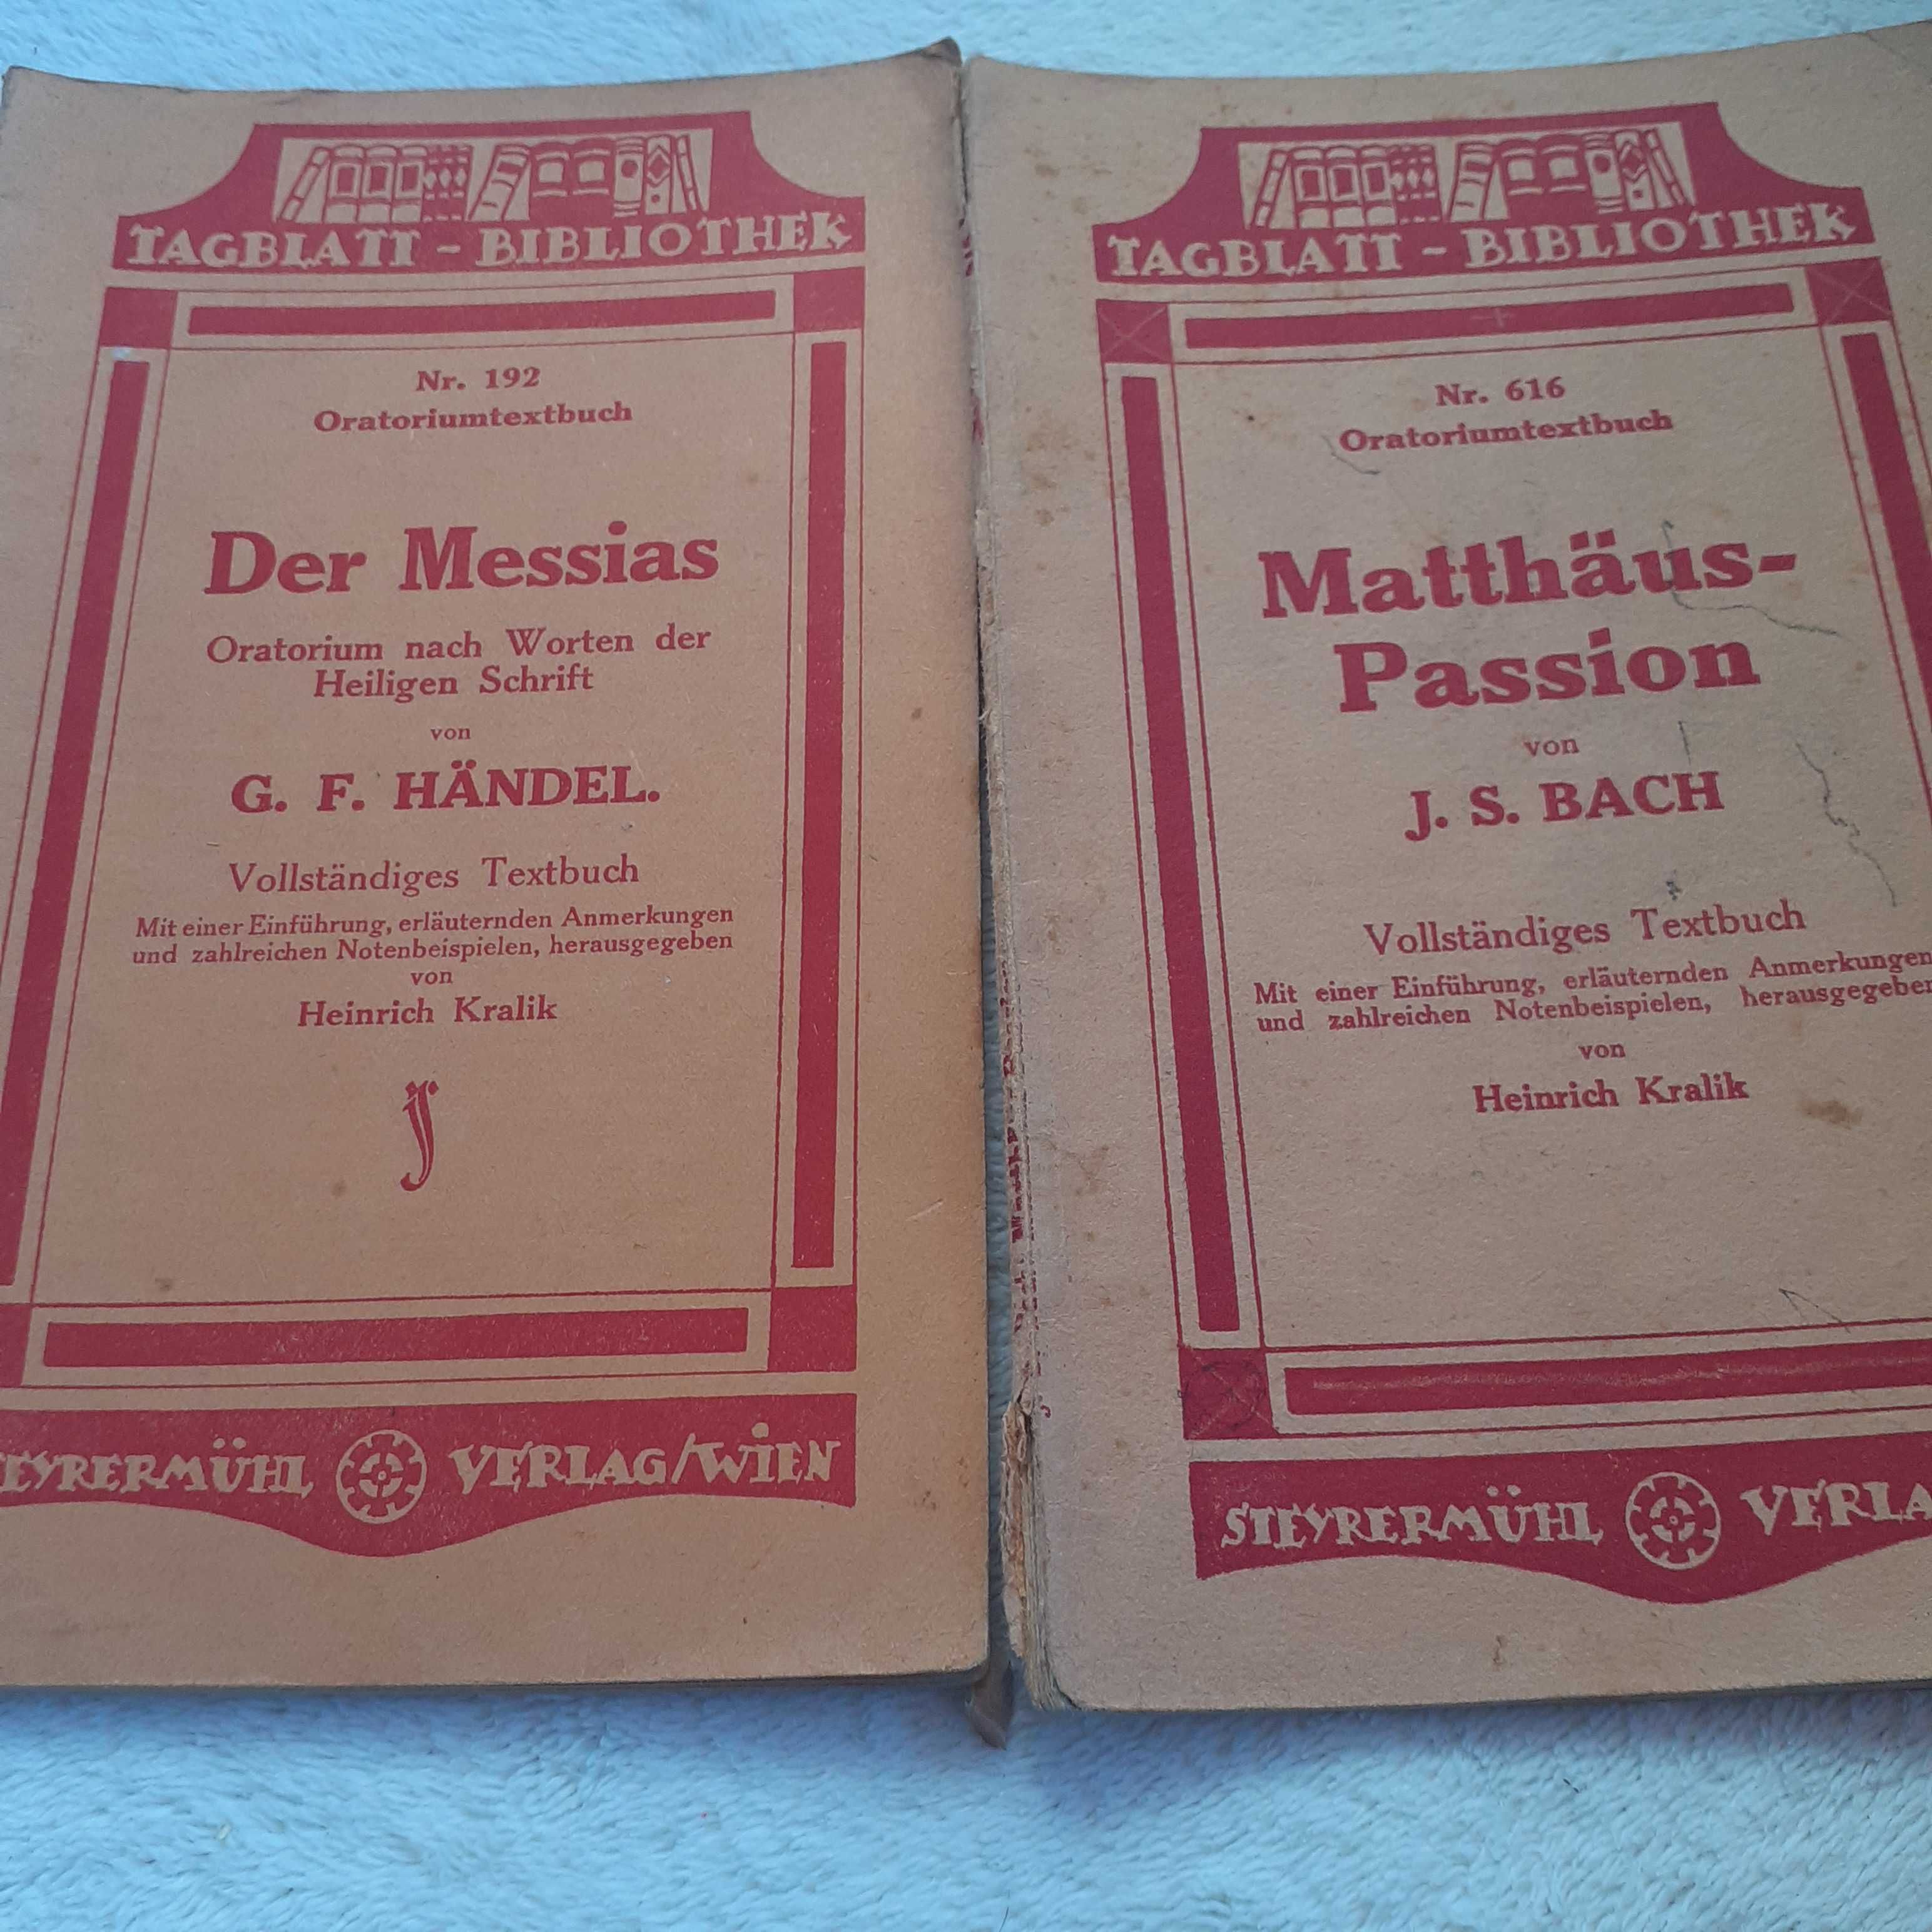 TAGBLATT-BIBLIOTHEK
Nr. 192
Oratoriumtextbuch
Der Messias
Oratorium nach Worten der
Heiligen Schrift
von
G. F. HÄNDEL.
Vollständiges Textbuch
Mit einer Einführung, erläuternden Anmerkungen
und zahlreichen Notenbeispielen, herausgegeben
von
Heinrich Kralik
EYRERMÜHL VERLAG/WIEN
TAGBLATT-BIBLIOTHEK
Nr. 616
Oratoriumtextbuch
Matthäus-
Passion
von
J. S. BACH
Vollständiges Textbuch
Mit einer Einführung, erläuternden Anmerkungen
und zahlreichen Notenbeispielen, herausgegeben
von
Heinrich Kralik
STEYRERMÜHL VERLA